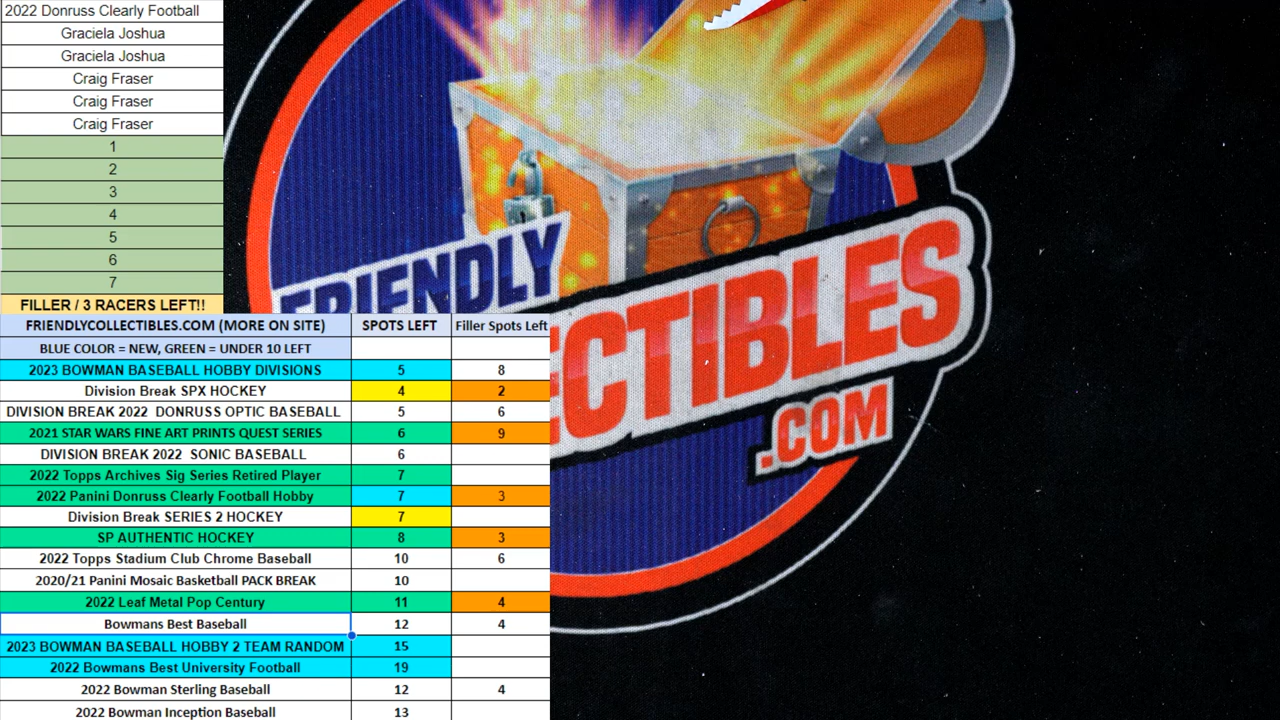 2022 Donruss Clearly Football
Graciela Joshua
Graciela Joshua
Craig Fraser
Craig Fraser
Craig Fraser
1
2
3
4
5
6
7
FILLER / 3 RACERS LEFT!!
FRIENDLYCOLLECTIBLES.COM (MORE ON SITE) SPOTS LEFT Filler Spots Left
BLUE COLOR = NEW, GREEN = UNDER 10 LEFT
2023 BOWMAN BASEBALL HOBBY DIVISIONS 5 8
Division Break SPX HOCKEY 4 2
DIVISION BREAK 2022 DONRUSS OPTIC BASEBALL 5 6
2021 STAR WARS FINE ART PRINTS QUEST SERIES 6 9
DIVISION BREAK 2022 SONIC BASEBALL 6
2022 Topps Archives Sig Series Retired Player 7
2022 Panini Donruss Clearly Football Hobby 7 3
Division Break SERIES 2 HOCKEY 7
SP AUTHENTIC HOCKEY 8 3
2022 Topps Stadium Club Chrome Baseball 10 6
2020/21 Panini Mosaic Basketball PACK BREAK 10
2022 Leaf Metal Pop Century 11 4
Bowmans Best Baseball 12 4
2023 BOWMAN BASEBALL HOBBY 2 TEAM RANDOM 15
2022 Bowmans Best University Football 19
2022 Bowman Sterling Baseball 12 4
2022 Bowman Inception Baseball 13
FRIENDLY
ECTIBLES
.COM